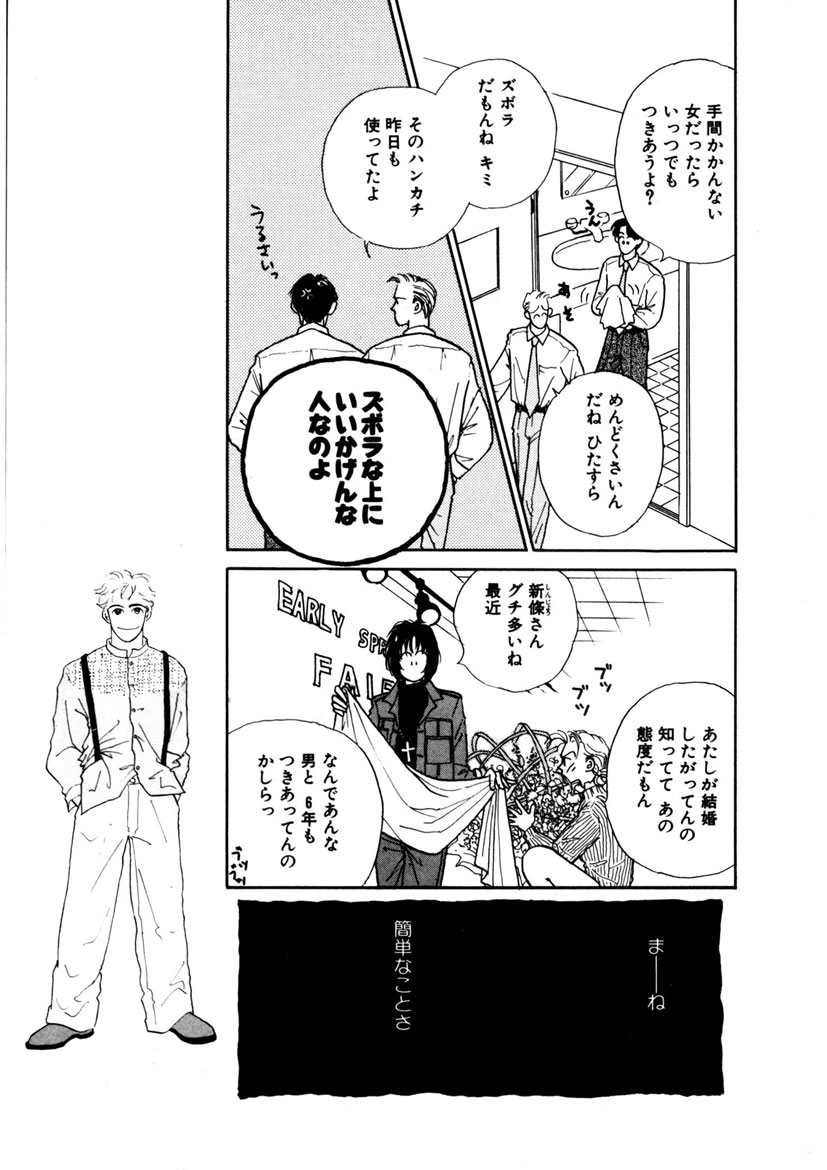 手間かかんない
女だったら
いっつでも
つきあうよ?
うん
あそ
めんどくさいん
だね ひたすら
ズボラ
だもんね キミ
そのハンカチ
昨日も
使ってたよ
うるさいっ
ズボラな上に
いいかげんな
人なのよ
新條さん
しんじょう
グチ多いね
最近
EARLY SPR
FAIR
ブッ
ブツ
あたしが結婚
したがってんの
知ってて あの
態度だもん
なんであんな
男と 6年も
つきあってんの
かしらっ
ブツ
ブツ
まーね
簡単なことさ